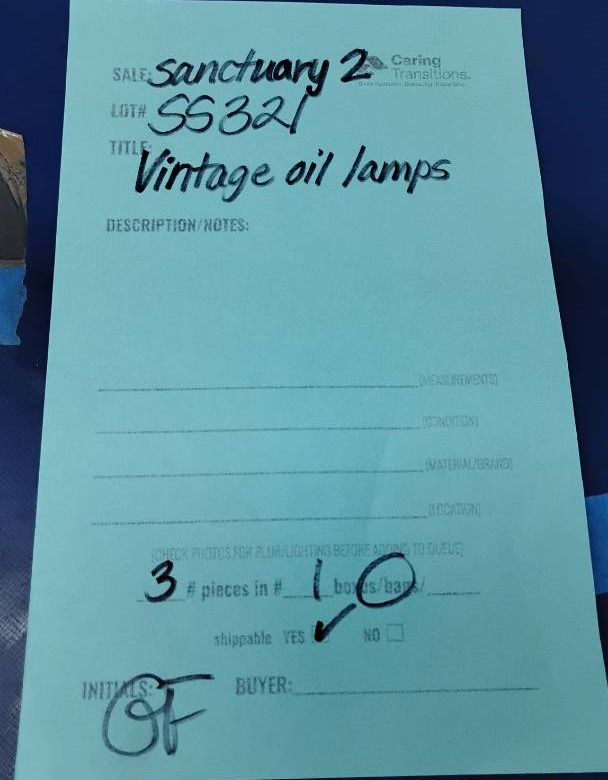 SALE: Sanctuary 2 Caring Transitions.
LOT# SS321
TITLE:
Vintage oil lamps
DESCRIPTION/NOTES:
(MEASUREMENTS)
(CONDITION)
(MATERIAL/BRAND)
(LOCATION)
(CHECK PHOTOS FOR BLUR/LIGHTING BEFORE ADDING TO QUEUE)
3 # pieces in # 1 boxes/bags/
shippable YES ✓ NO
INITIALS: OF BUYER: